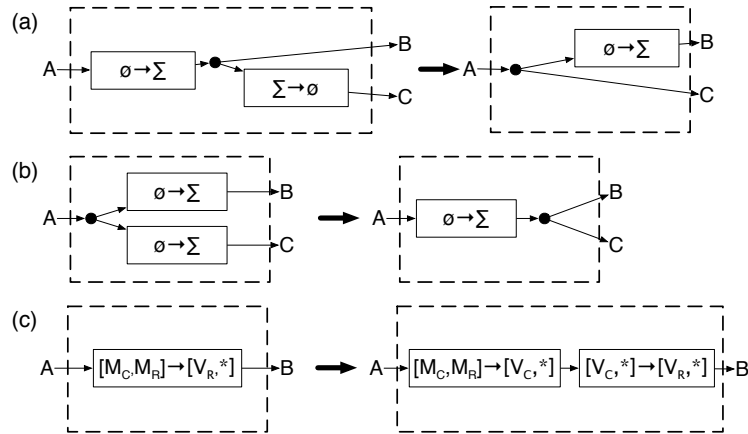 (a)
A ø→Σ Σ→ø B C
A ø→Σ B C
(b)
A ø→Σ ø→Σ B C
A ø→Σ B C
(c)
A [M_C,M_R]→[V_R,*] B
A [M_C,M_R]→[V_C,*] [V_C,*]→[V_R,*] B